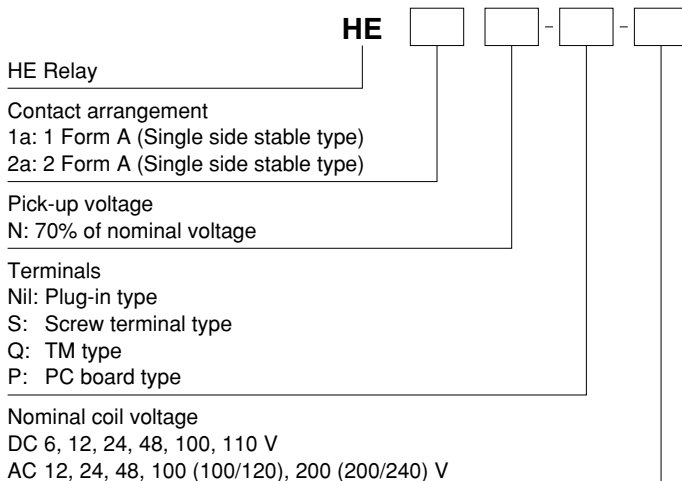 HE - -
HE Relay
Contact arrangement
1a: 1 Form A (Single side stable type)
2a: 2 Form A (Single side stable type)
Pick-up voltage
N: 70% of nominal voltage
Terminals
Nil: Plug-in type
S: Screw terminal type
Q: TM type
P: PC board type
Nominal coil voltage
DC 6, 12, 24, 48, 100, 110 V
AC 12, 24, 48, 100 (100/120), 200 (200/240) V